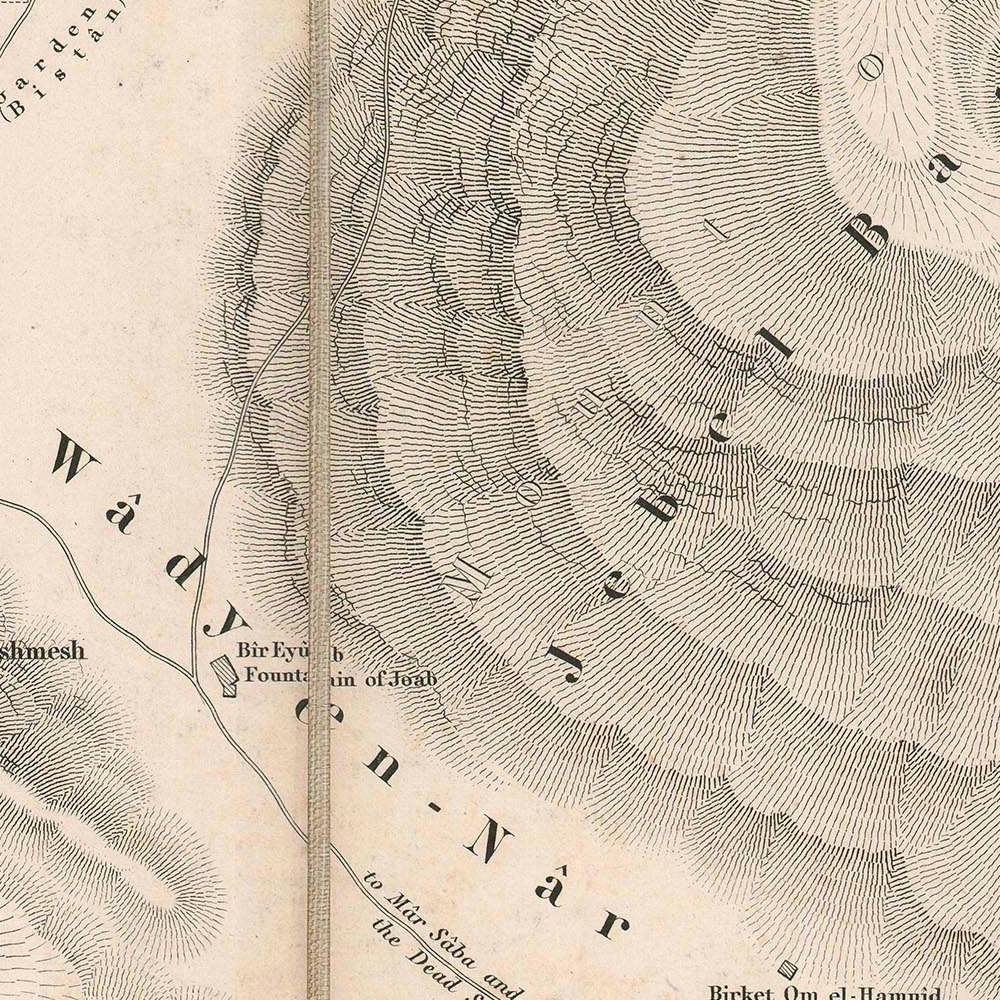 garden
(Bistân)
Jebel Ba
Wâdy en-Nâr
shmesh
Bîr Eyûb
Fountain of Joab
to Mâr Sâba and
the Dead S
Birket Om el-Hamnîd